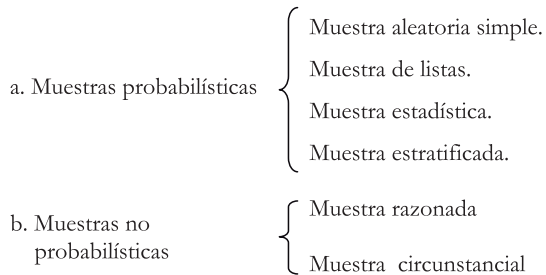 a. Muestras probabilísticas
Muestra aleatoria simple.
Muestra de listas.
Muestra estadística.
Muestra estratificada.
b. Muestras no
probabilísticas
Muestra razonada
Muestra circunstancial